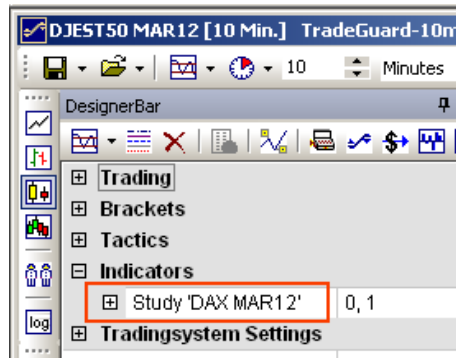 DJEST50 MAR12 [10 Min.] TradeGuard-10m
10 Minutes
DesignerBar
Trading
Brackets
Tactics
Indicators
Study 'DAX MAR12' 0, 1
Tradingsystem Settings
log